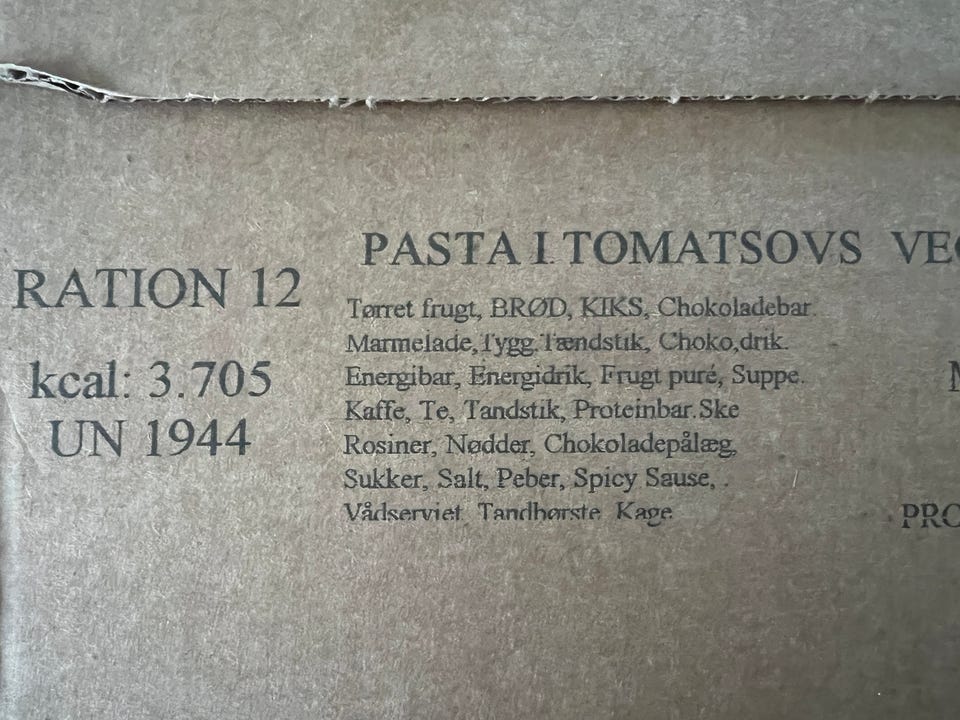 PASTA I TOMATSOVS
RATION 12
kcal: 3.705
UN 1944
Tørret frugt, BRØD, KIKS, Chokoladebar
Marmelade,Tygg.Tændstik, Choko,drik.
Energibar, Energidrik, Frugt puré, Suppe.
Kaffe, Te, Tandstik, Proteinbar.Ske
Rosiner, Nødder, Chokoladepålæg,
Sukker, Salt, Peber, Spicy Sause, .
Vådserviet Tandbørste Kage